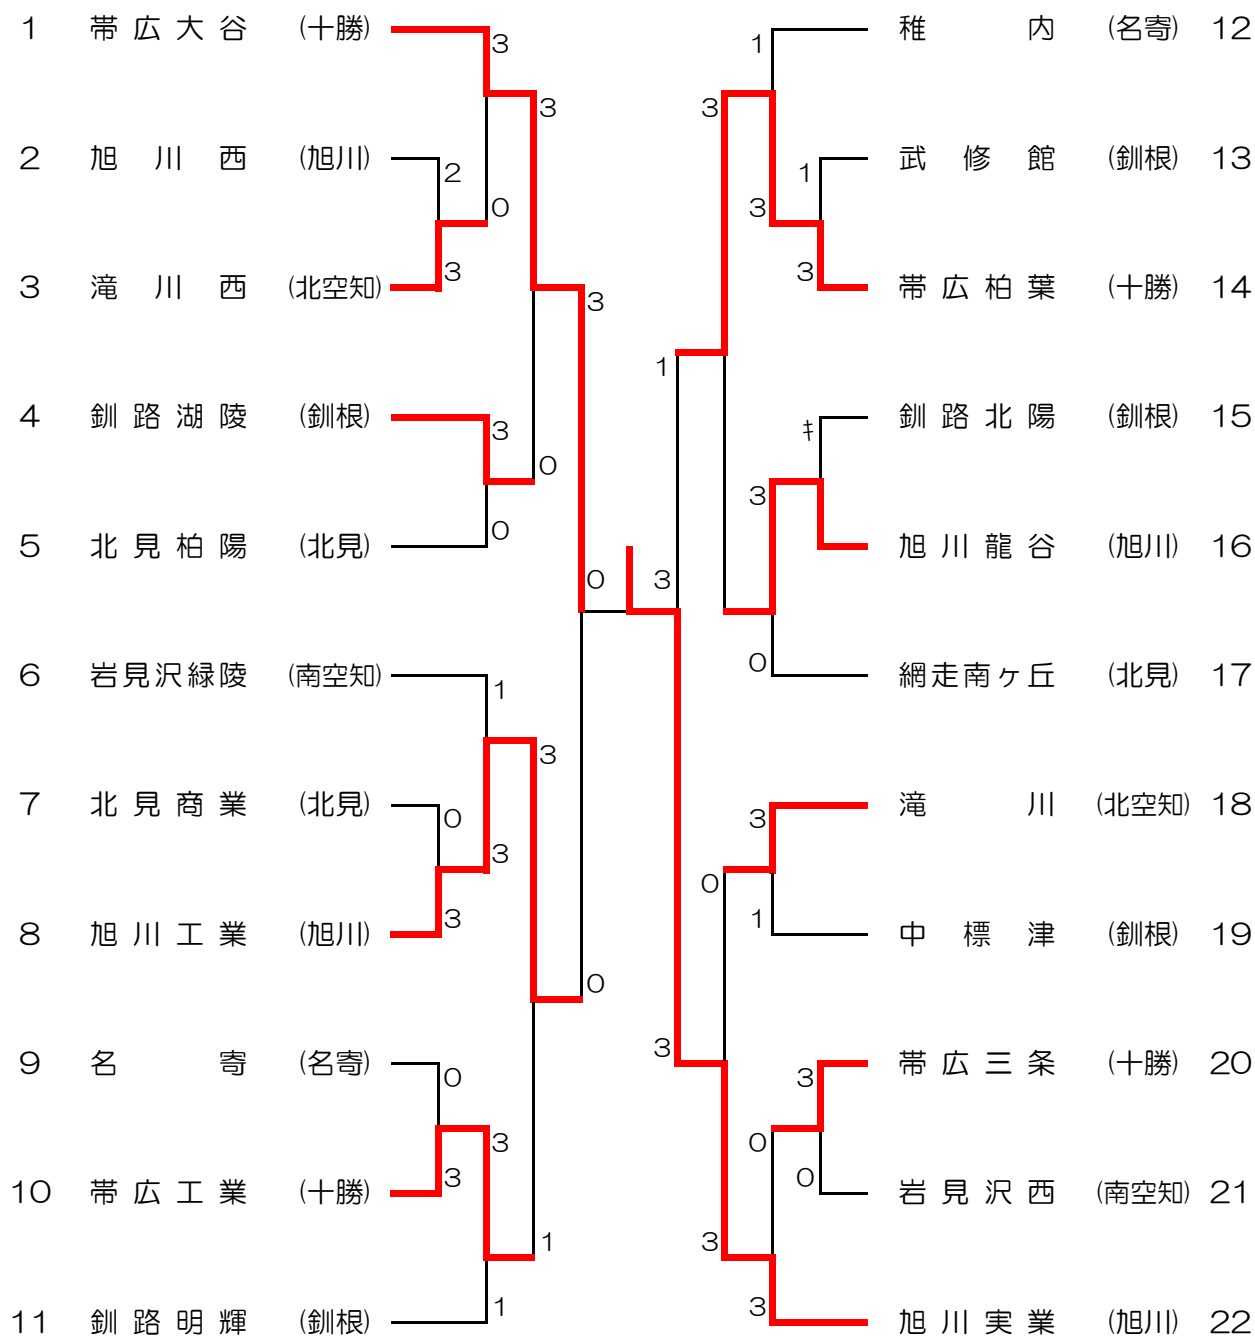 1 帯広大谷 (十勝) 3 1 稚内 (名寄) 12
3 3
2 旭川西 (旭川) 2 1 武修館 (釧根) 13
0 3
3 滝川西 (北空知) 3 3 帯広柏葉 (十勝) 14
3 1
4 釧路湖陵 (釧根) 3 キ 釧路北陽 (釧根) 15
0 3
5 北見柏陽 (北見) 0 旭川龍谷 (旭川) 16
0 3
6 岩見沢緑陵 (南空知) 1 0 網走南ヶ丘 (北見) 17
3
7 北見商業 (北見) 0 3 滝川 (北空知) 18
3 0
8 旭川工業 (旭川) 3 1 中標津 (釧根) 19
0
9 名寄 (名寄) 0 3 3 帯広三条 (十勝) 20
3 0
10 帯広工業 (十勝) 3 0 岩見沢西 (南空知) 21
1 3
11 釧路明輝 (釧根) 1 3 旭川実業 (旭川) 22